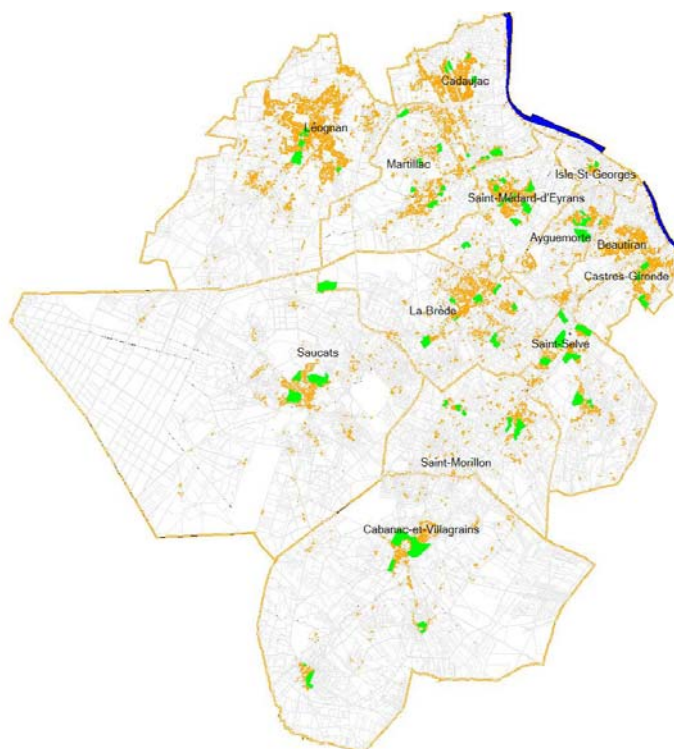 Cadaujac
Léognan
Martillac
Isle-St-Georges
Saint-Médard-d'Eyrans
Ayguemorte
Beautiran
Castres-Gironde
La Brède
Saint-Selve
Saucats
Saint-Morillon
Cabanac-et-Villagrains